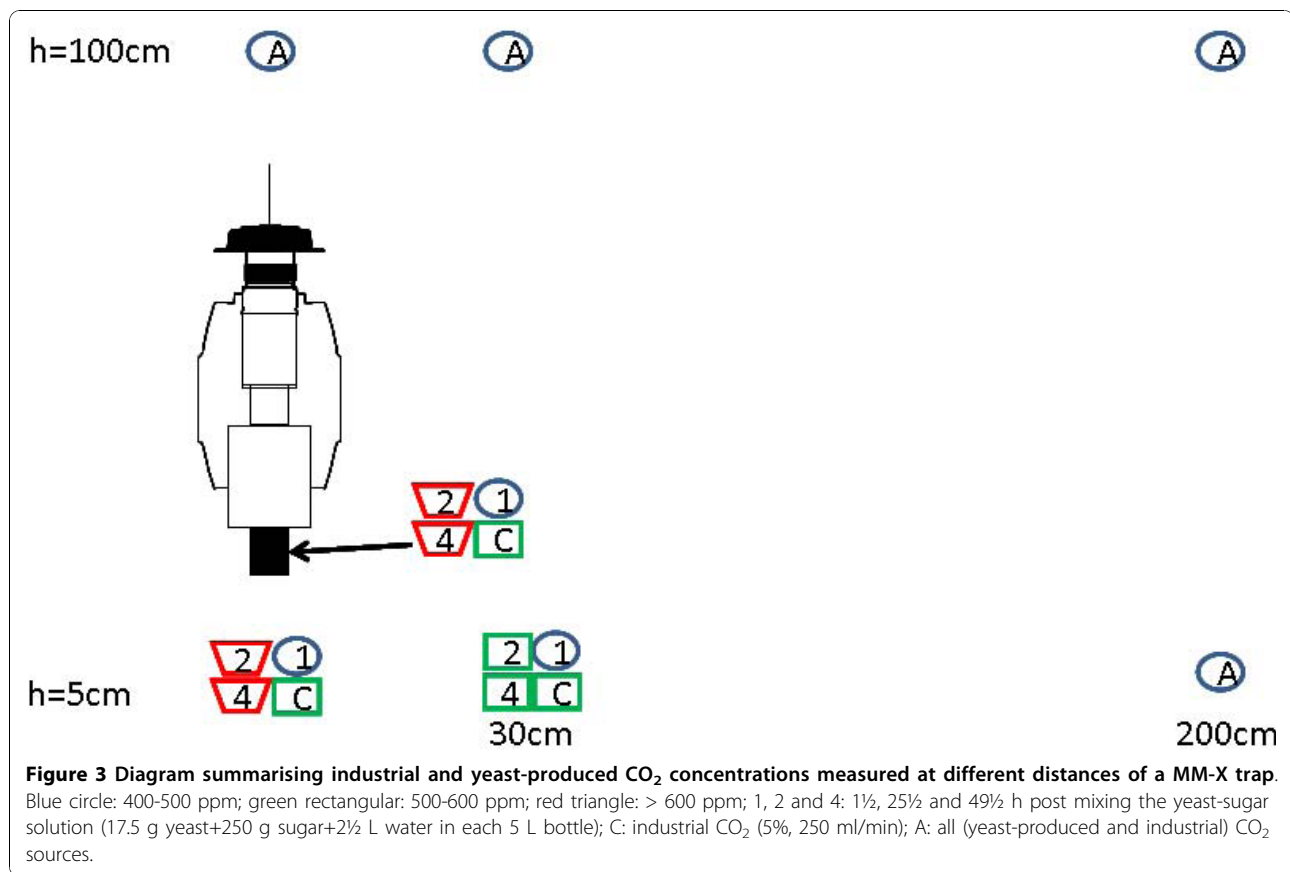 h=100cm A A A
2 1
4 C
2 1 2 1
h=5cm 4 C 4 C A
30cm 200cm
Figure 3 Diagram summarising industrial and yeast-produced CO₂ concentrations measured at different distances of a MM-X trap.
Blue circle: 400-500 ppm; green rectangular: 500-600 ppm; red triangle: > 600 ppm; 1, 2 and 4: 1½, 25½ and 49½ h post mixing the yeast-sugar
solution (17.5 g yeast+250 g sugar+2½ L water in each 5 L bottle); C: industrial CO₂ (5%, 250 ml/min); A: all (yeast-produced and industrial) CO₂
sources.